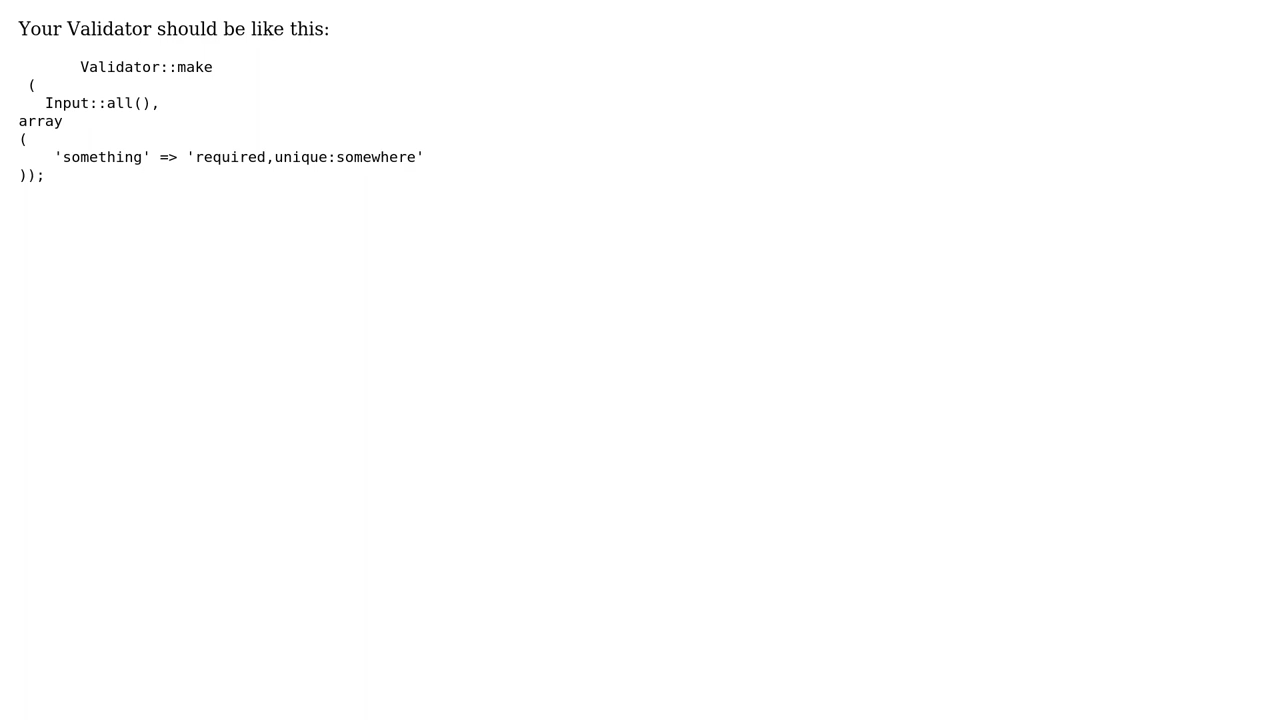 Your Validator should be like this:
       Validator::make
 (
   Input::all(),
array
(
    'something' => 'required,unique:somewhere'
));